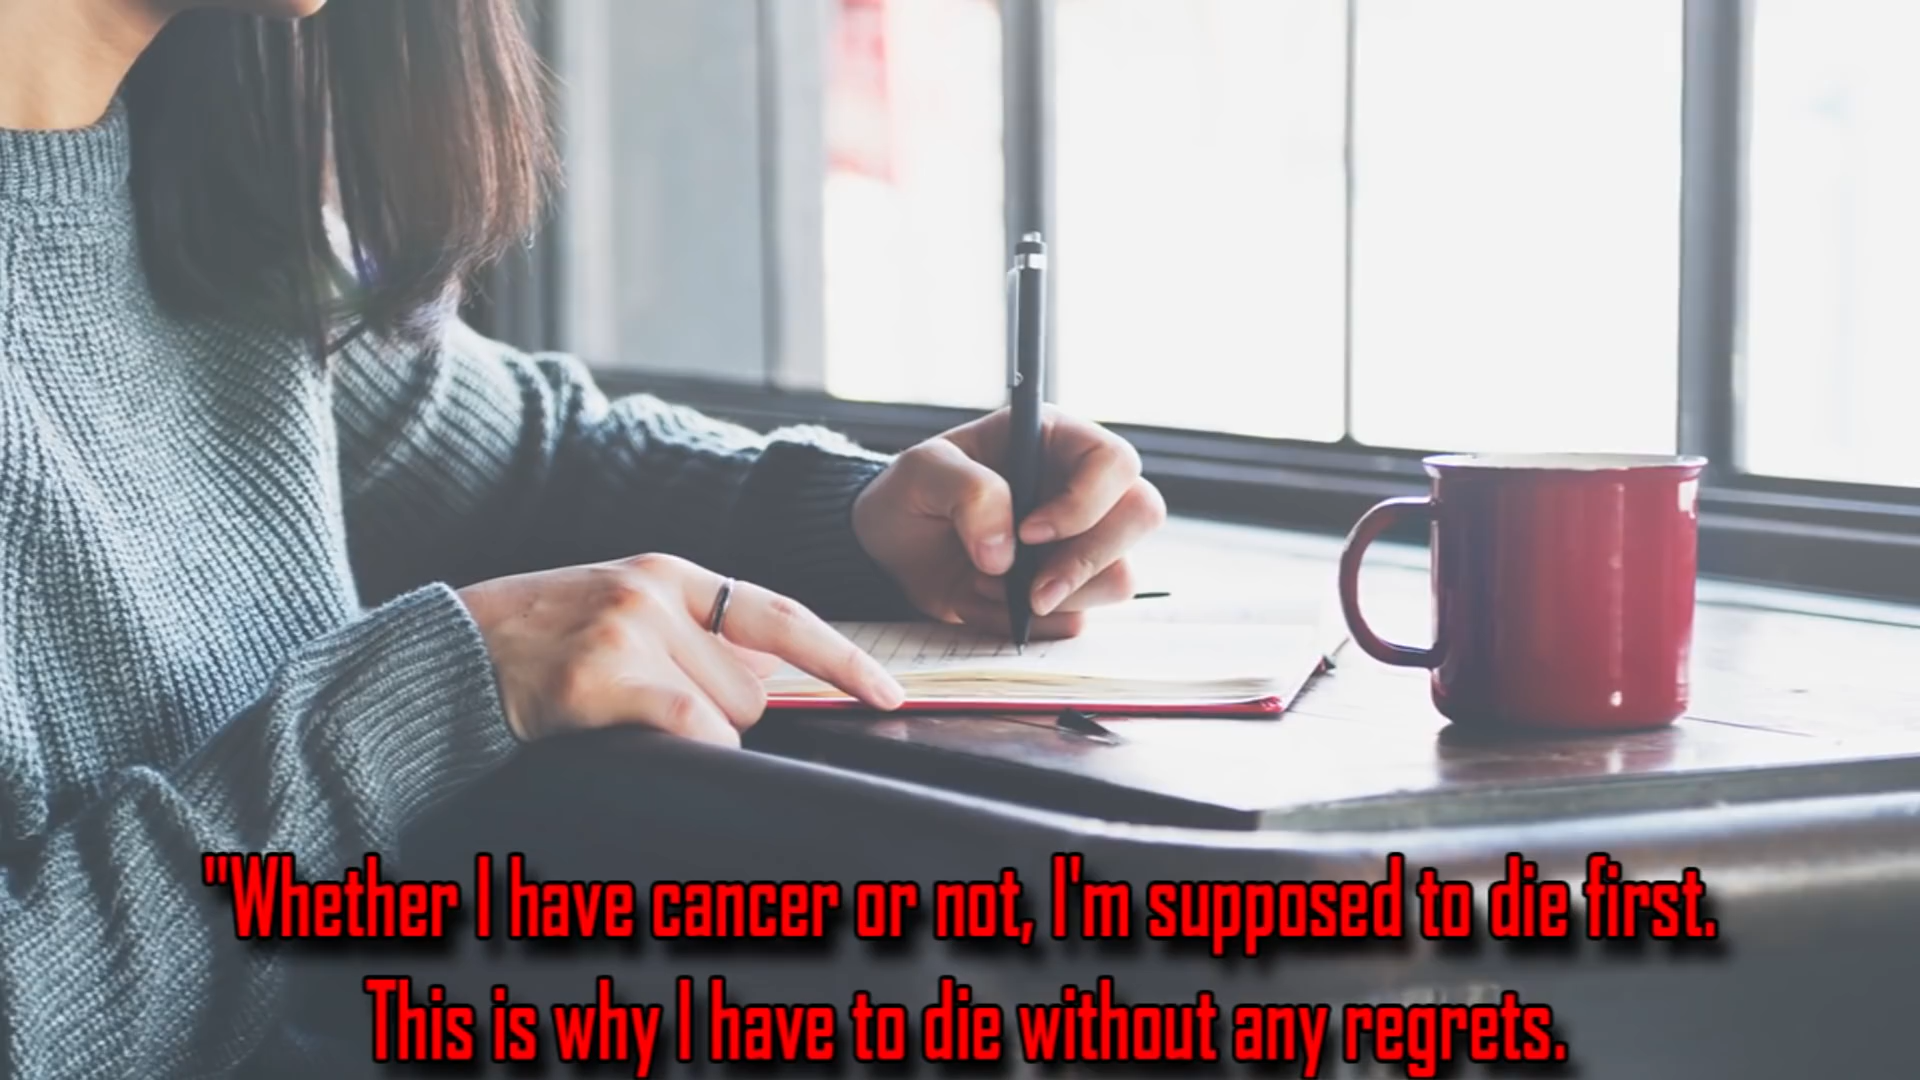 "Whether I have cancer or not, I'm supposed to die first.
This is why I have to die without any regrets.